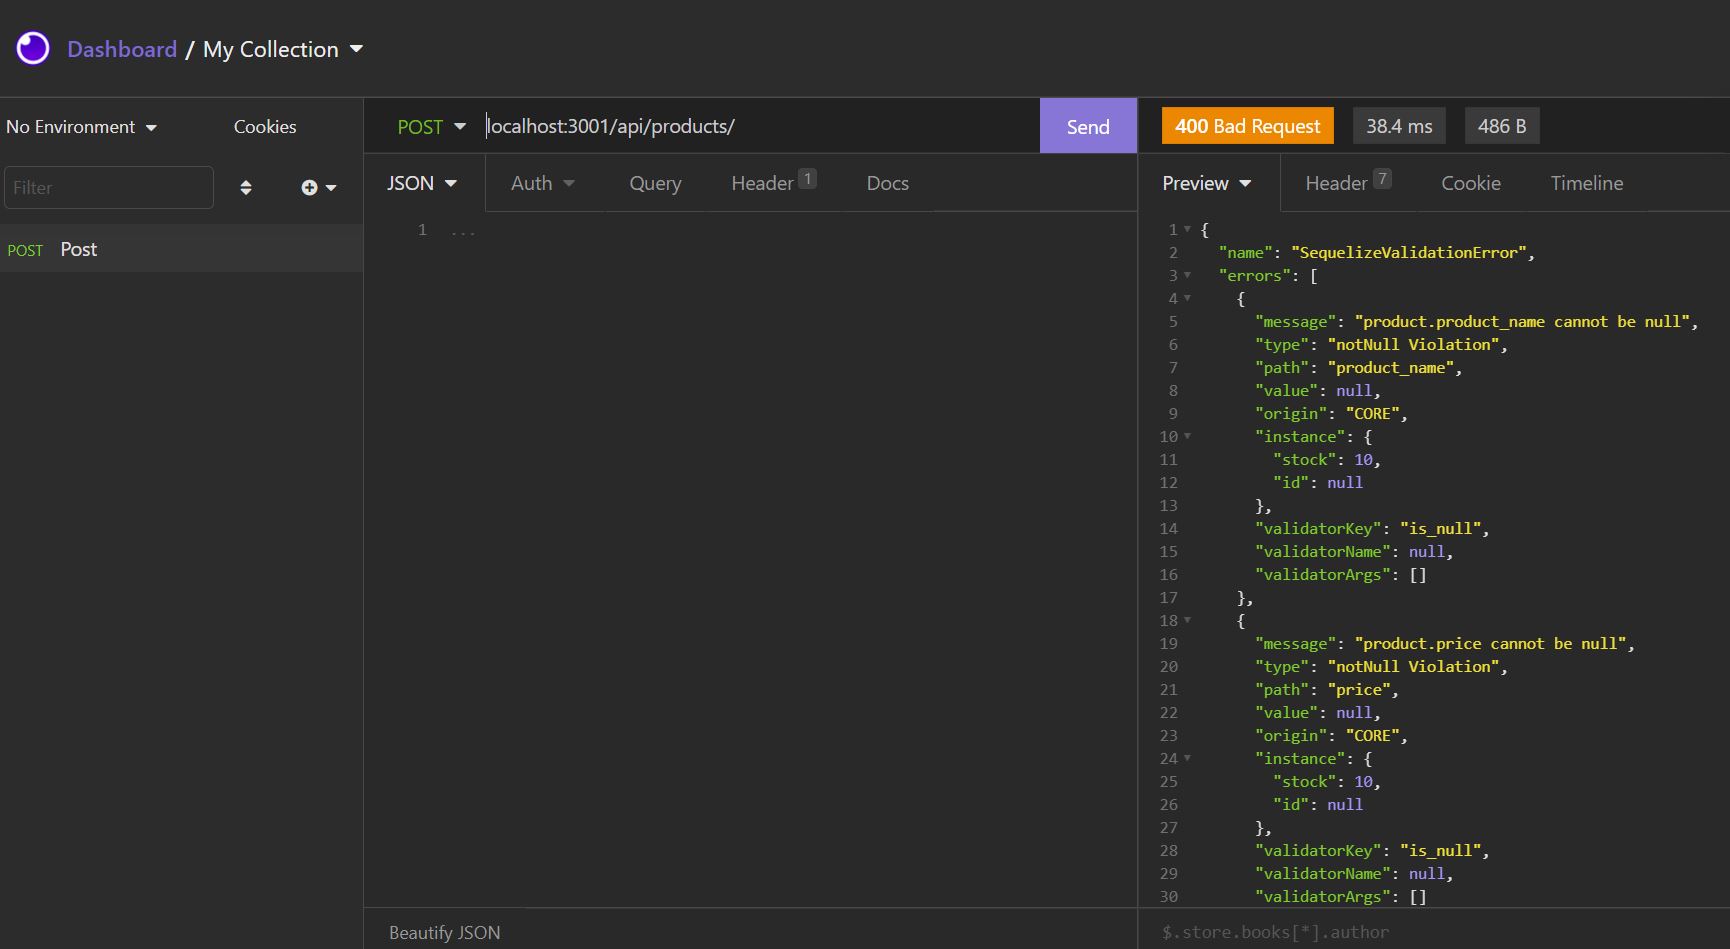 Dashboard / My Collection
No Environment Cookies
Filter
POST Post
POST localhost:3001/api/products/ Send
JSON Auth Query Header 1 Docs
1 ...
Beautify JSON
400 Bad Request 38.4 ms 486 B
Preview Header 7 Cookie Timeline
1 {
2 "name": "SequelizeValidationError",
3 "errors": [
4 {
5 "message": "product.product_name cannot be null",
6 "type": "notNull Violation",
7 "path": "product_name",
8 "value": null,
9 "origin": "CORE",
10 "instance": {
11 "stock": 10,
12 "id": null
13 },
14 "validatorKey": "is_null",
15 "validatorName": null,
16 "validatorArgs": []
17 },
18 {
19 "message": "product.price cannot be null",
20 "type": "notNull Violation",
21 "path": "price",
22 "value": null,
23 "origin": "CORE",
24 "instance": {
25 "stock": 10,
26 "id": null
27 },
28 "validatorKey": "is_null",
29 "validatorName": null,
30 "validatorArgs": []
$.store.books[*].author